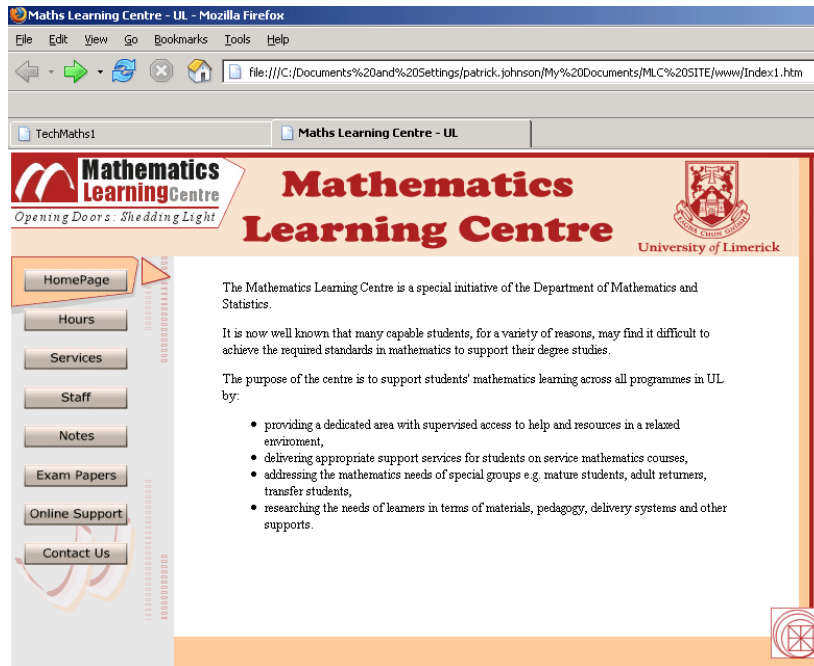 Maths Learning Centre - UL - Mozilla Firefox
File Edit View Go Bookmarks Tools Help
file:///C:/Documents%20and%20Settings/patrick.johnson/My%20Documents/MLC%20SITE/www/Index1.htm
TechMaths1 Maths Learning Centre - UL
Mathematics
LearningCentre
Opening Doors: Shedding Light
Mathematics
Learning Centre
University of Limerick
HomePage
Hours
Services
Staff
Notes
Exam Papers
Online Support
Contact Us
The Mathematics Learning Centre is a special initiative of the Department of Mathematics and
Statistics.
It is now well known that many capable students, for a variety of reasons, may find it difficult to
achieve the required standards in mathematics to support their degree studies.
The purpose of the centre is to support students' mathematics learning across all programmes in UL
by:
• providing a dedicated area with supervised access to help and resources in a relaxed
enviroment,
• delivering appropriate support services for students on service mathematics courses,
• addressing the mathematics needs of special groups e.g. mature students, adult returners,
transfer students,
• researching the needs of learners in terms of materials, pedagogy, delivery systems and other
supports.